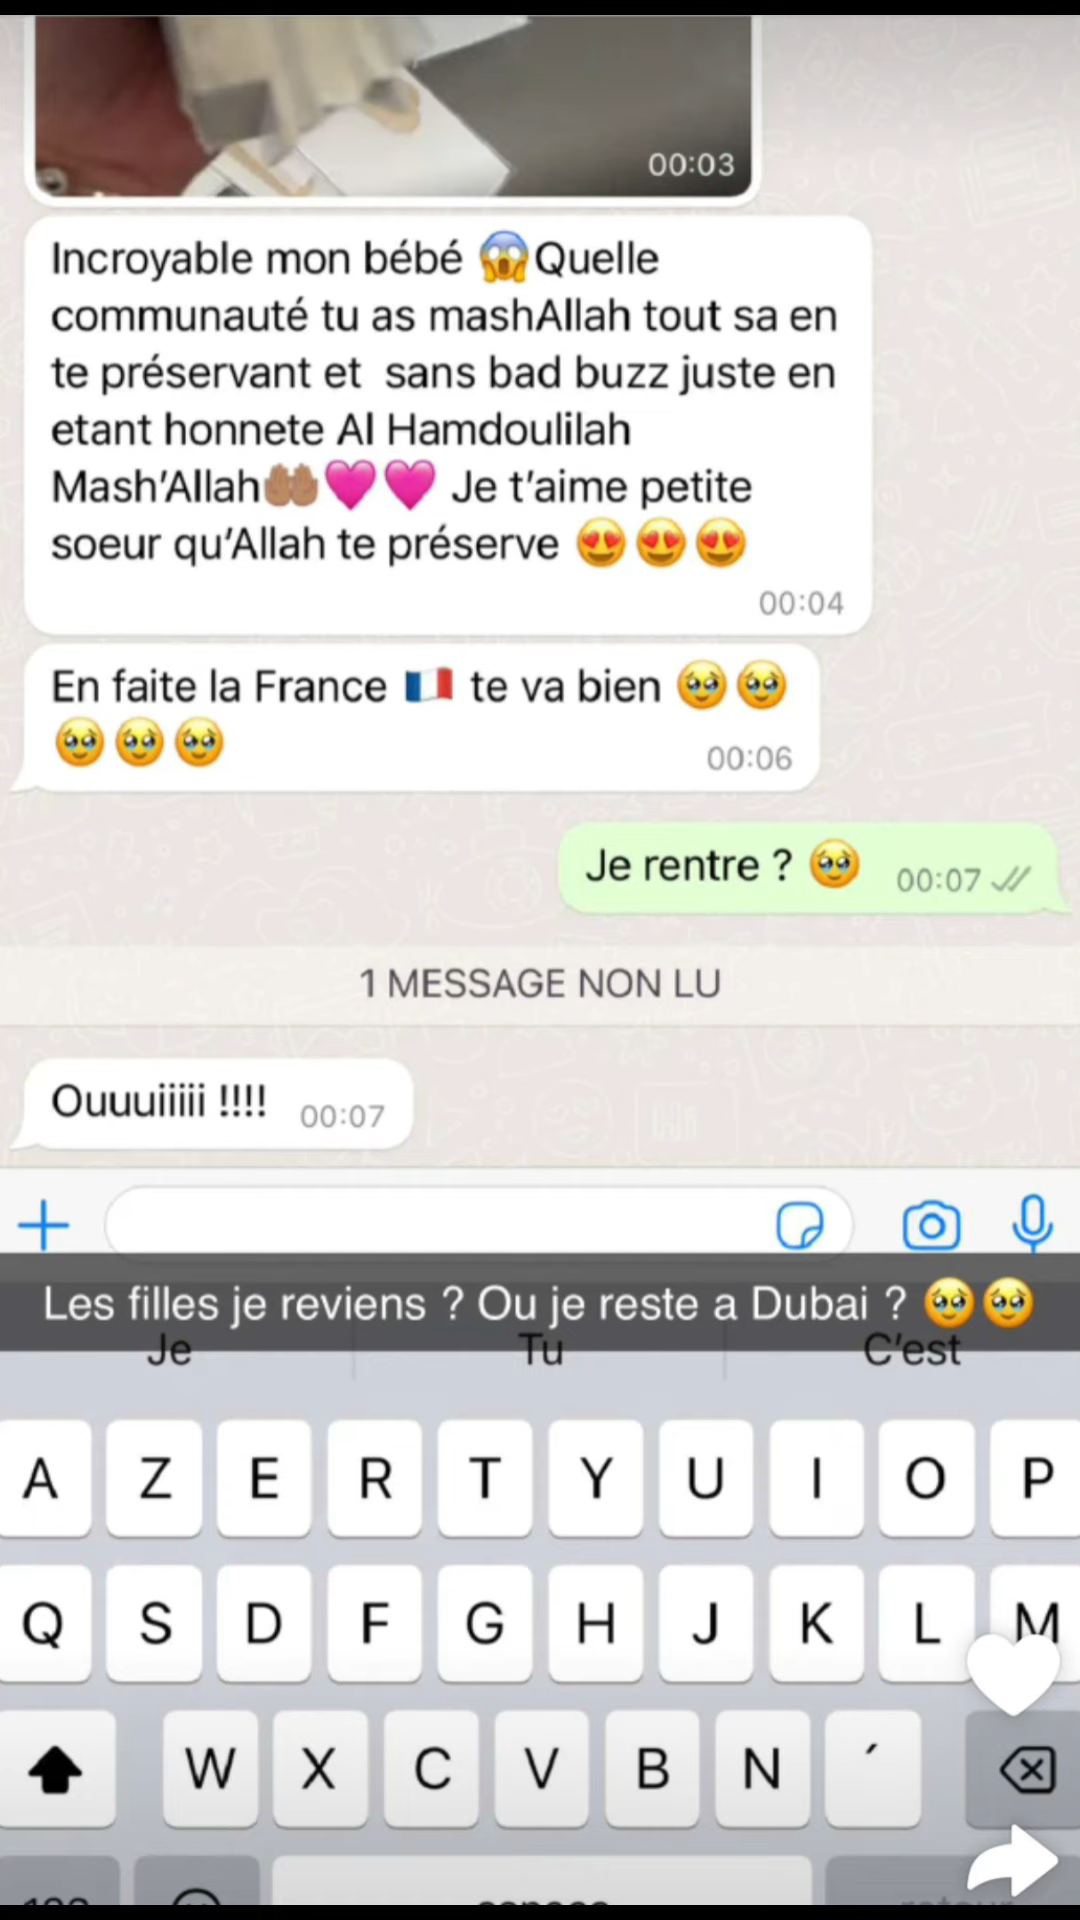 00:03
Incroyable mon bébé 😱Quelle
communauté tu as mashAllah tout sa en
te préservant et  sans bad buzz juste en
etant honnete Al Hamdoulilah
Mash'Allah🤲🏽🩷🩷 Je t'aime petite
soeur qu'Allah te préserve 😍😍😍
00:04
En faite la France 🇫🇷 te va bien 🥹🥹
🥹🥹🥹 00:06
Je rentre ? 🥹 00:07
1 MESSAGE NON LU
Ouuuiiiii !!!! 00:07
Les filles je reviens ? Ou je reste a Dubai ? 🥹🥹
Je Tu C'est
A Z E R T Y U I O P
Q S D F G H J K L M
W X C V B N ´